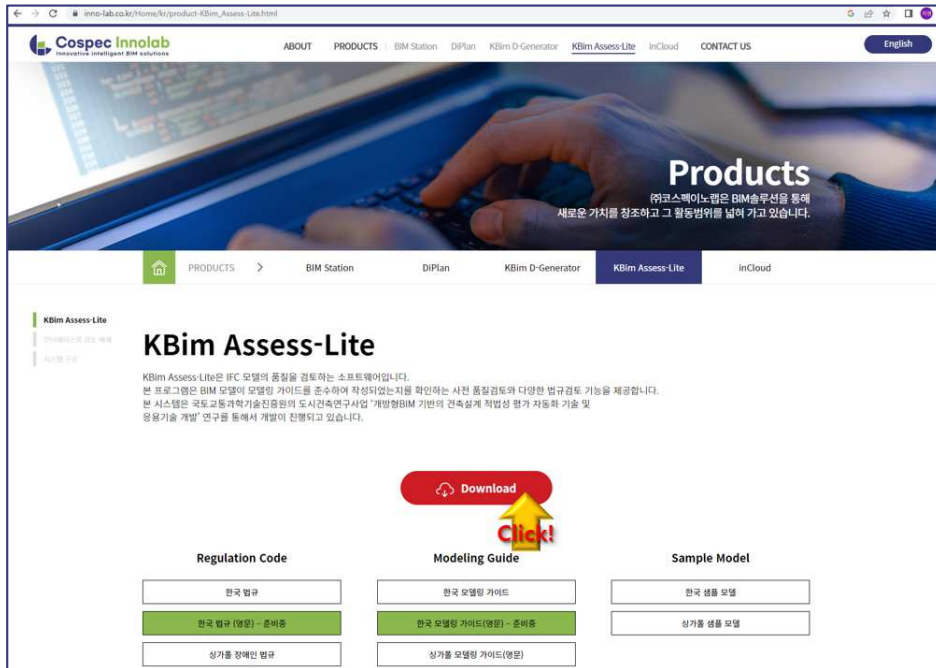 inno-lab.co.kr/Home/kr/product-KBim_Assess-Lite.html
Cospec Innolab
Innovative intelligent BIM solutions
ABOUT PRODUCTS BIM Station DiPlan KBim D-Generator KBim Assess-Lite inCloud CONTACT US English
Products
㈜코스펙이노랩은 BIM솔루션을 통해
새로운 가치를 창조하고 그 활동범위를 넓혀 가고 있습니다.
PRODUCTS > BIM Station DiPlan KBim D-Generator KBim Assess-Lite inCloud
KBim Assess-Lite
KBim Assess-Lite
KBim Assess-Lite은 IFC 모델의 품질을 검토하는 소프트웨어입니다.
본 프로그램은 BIM 모델이 모델링 가이드를 준수하여 작성되었는지를 확인하는 사전 품질검토와 다양한 법규검토 기능을 제공합니다.
본 시스템은 국토교통과학기술진흥원의 도시건축연구사업 '개방형BIM 기반의 건축설계 적법성 평가 자동화 기술 및
응용기술 개발' 연구를 통해서 개발이 진행되고 있습니다.
Download
Click!
Regulation Code Modeling Guide Sample Model
한국 법규 한국 모델링 가이드 한국 샘플 모델
한국 법규 (영문) - 준비중 한국 모델링 가이드(영문) - 준비중 싱가폴 샘플 모델
싱가폴 장애인 법규 싱가폴 모델링 가이드(영문)